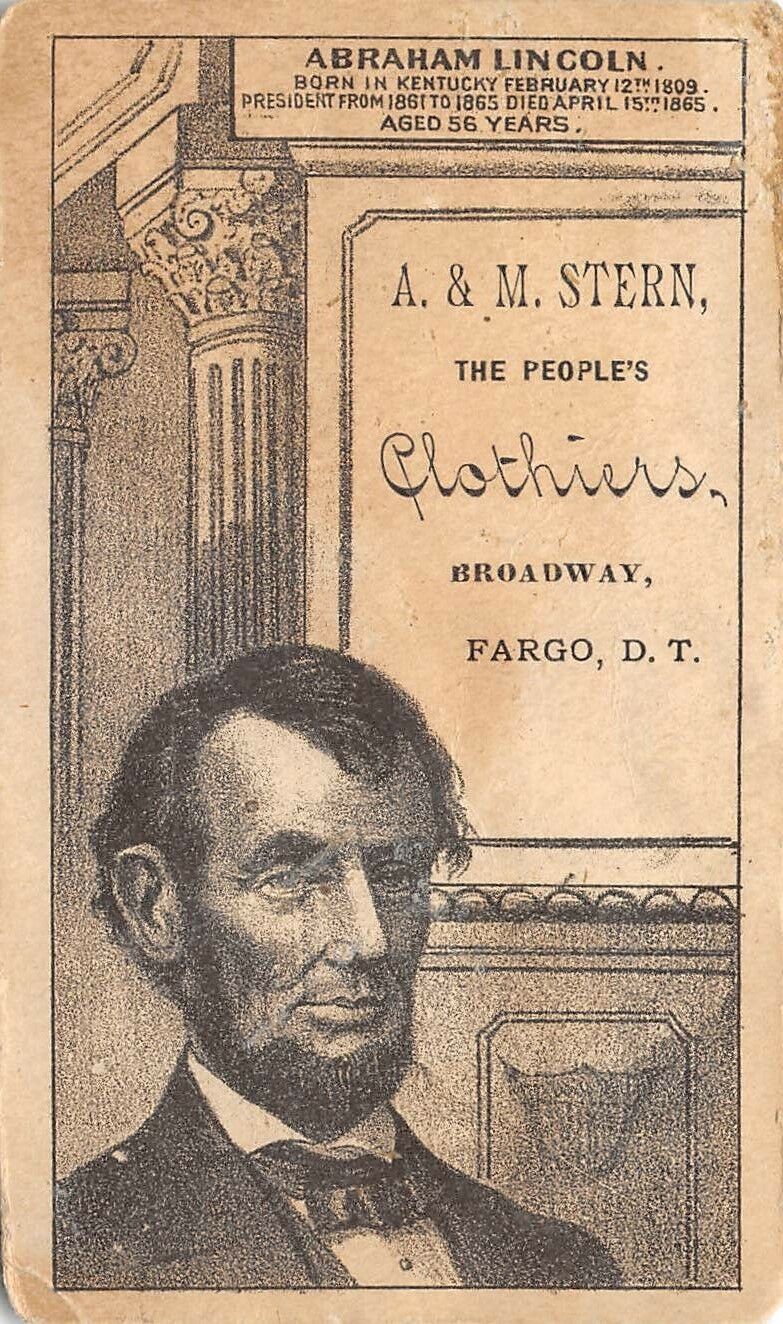 ABRAHAM LINCOLN.
BORN IN KENTUCKY FEBRUARY 12TH 1809.
PRESIDENT FROM 1861 TO 1865 DIED APRIL 15TH 1865.
AGED 56 YEARS.
A. & M. STERN,
THE PEOPLE'S
Clothiers,
BROADWAY,
FARGO, D. T.